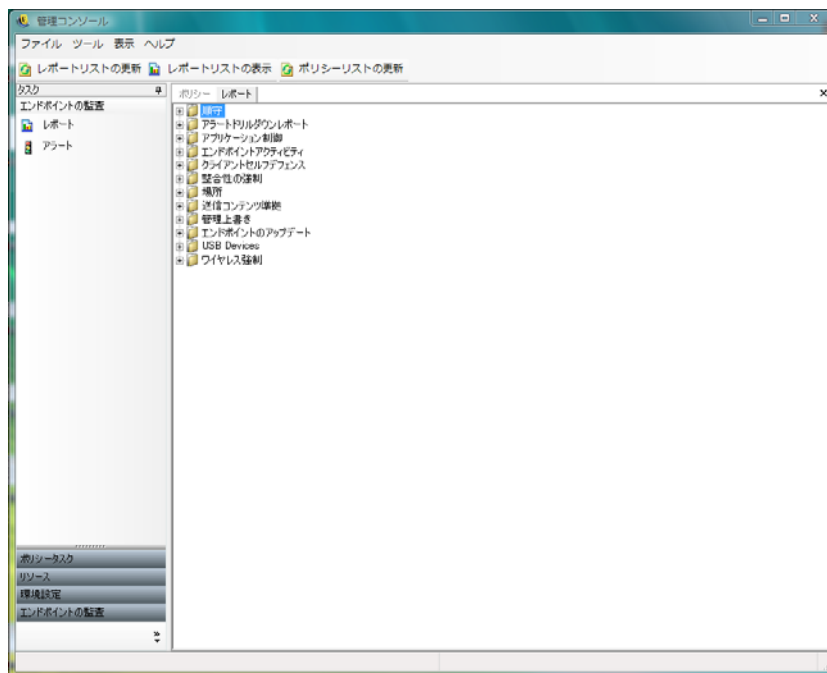 管理コンソール
ファイル ツール 表示 ヘルプ
レポートリストの更新 レポートリストの表示 ポリシーリストの更新
タスク
エンドポイントの監査
レポート
アラート
ポリシー レポート
順守
アラートドリルダウンレポート
アプリケーション制御
エンドポイントアクティビティ
クライアントセルフデフェンス
整合性の強制
場所
送信コンテンツ準拠
管理上書き
エンドポイントのアップデート
USB Devices
ワイヤレス強制
ポリシータスク
リソース
環境設定
エンドポイントの監査